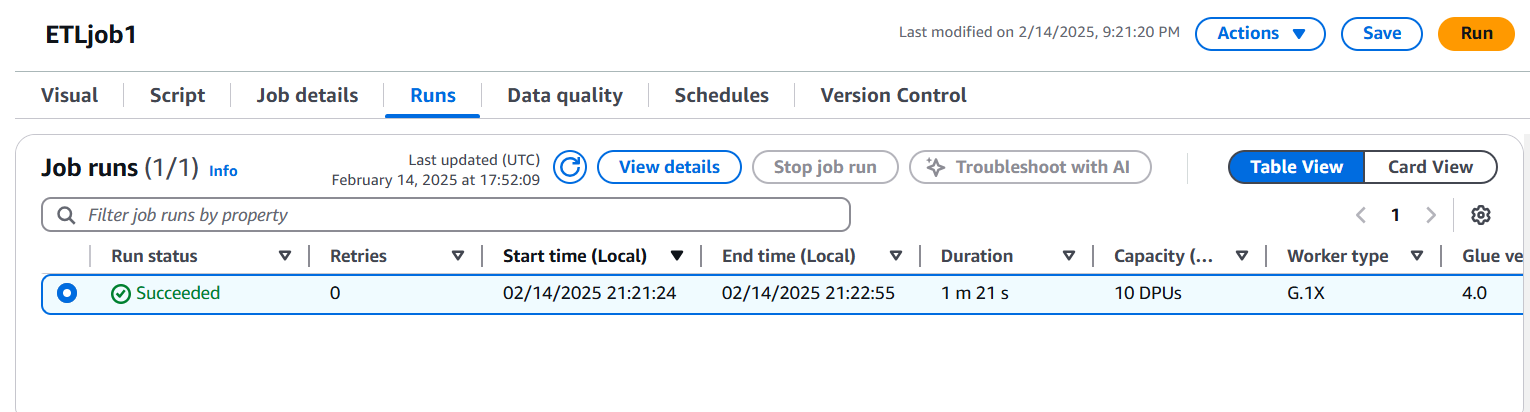 ETLjob1
Last modified on 2/14/2025, 9:21:20 PM
Actions
Save
Run
Visual
Script
Job details
Runs
Data quality
Schedules
Version Control
Job runs (1/1) Info
Last updated (UTC)
February 14, 2025 at 17:52:09
View details
Stop job run
Troubleshoot with AI
Table View
Card View
Filter job runs by property
1
Run status Retries Start time (Local) End time (Local) Duration Capacity (... Worker type Glue ve
Succeeded 0 02/14/2025 21:21:24 02/14/2025 21:22:55 1 m 21 s 10 DPUs G.1X 4.0